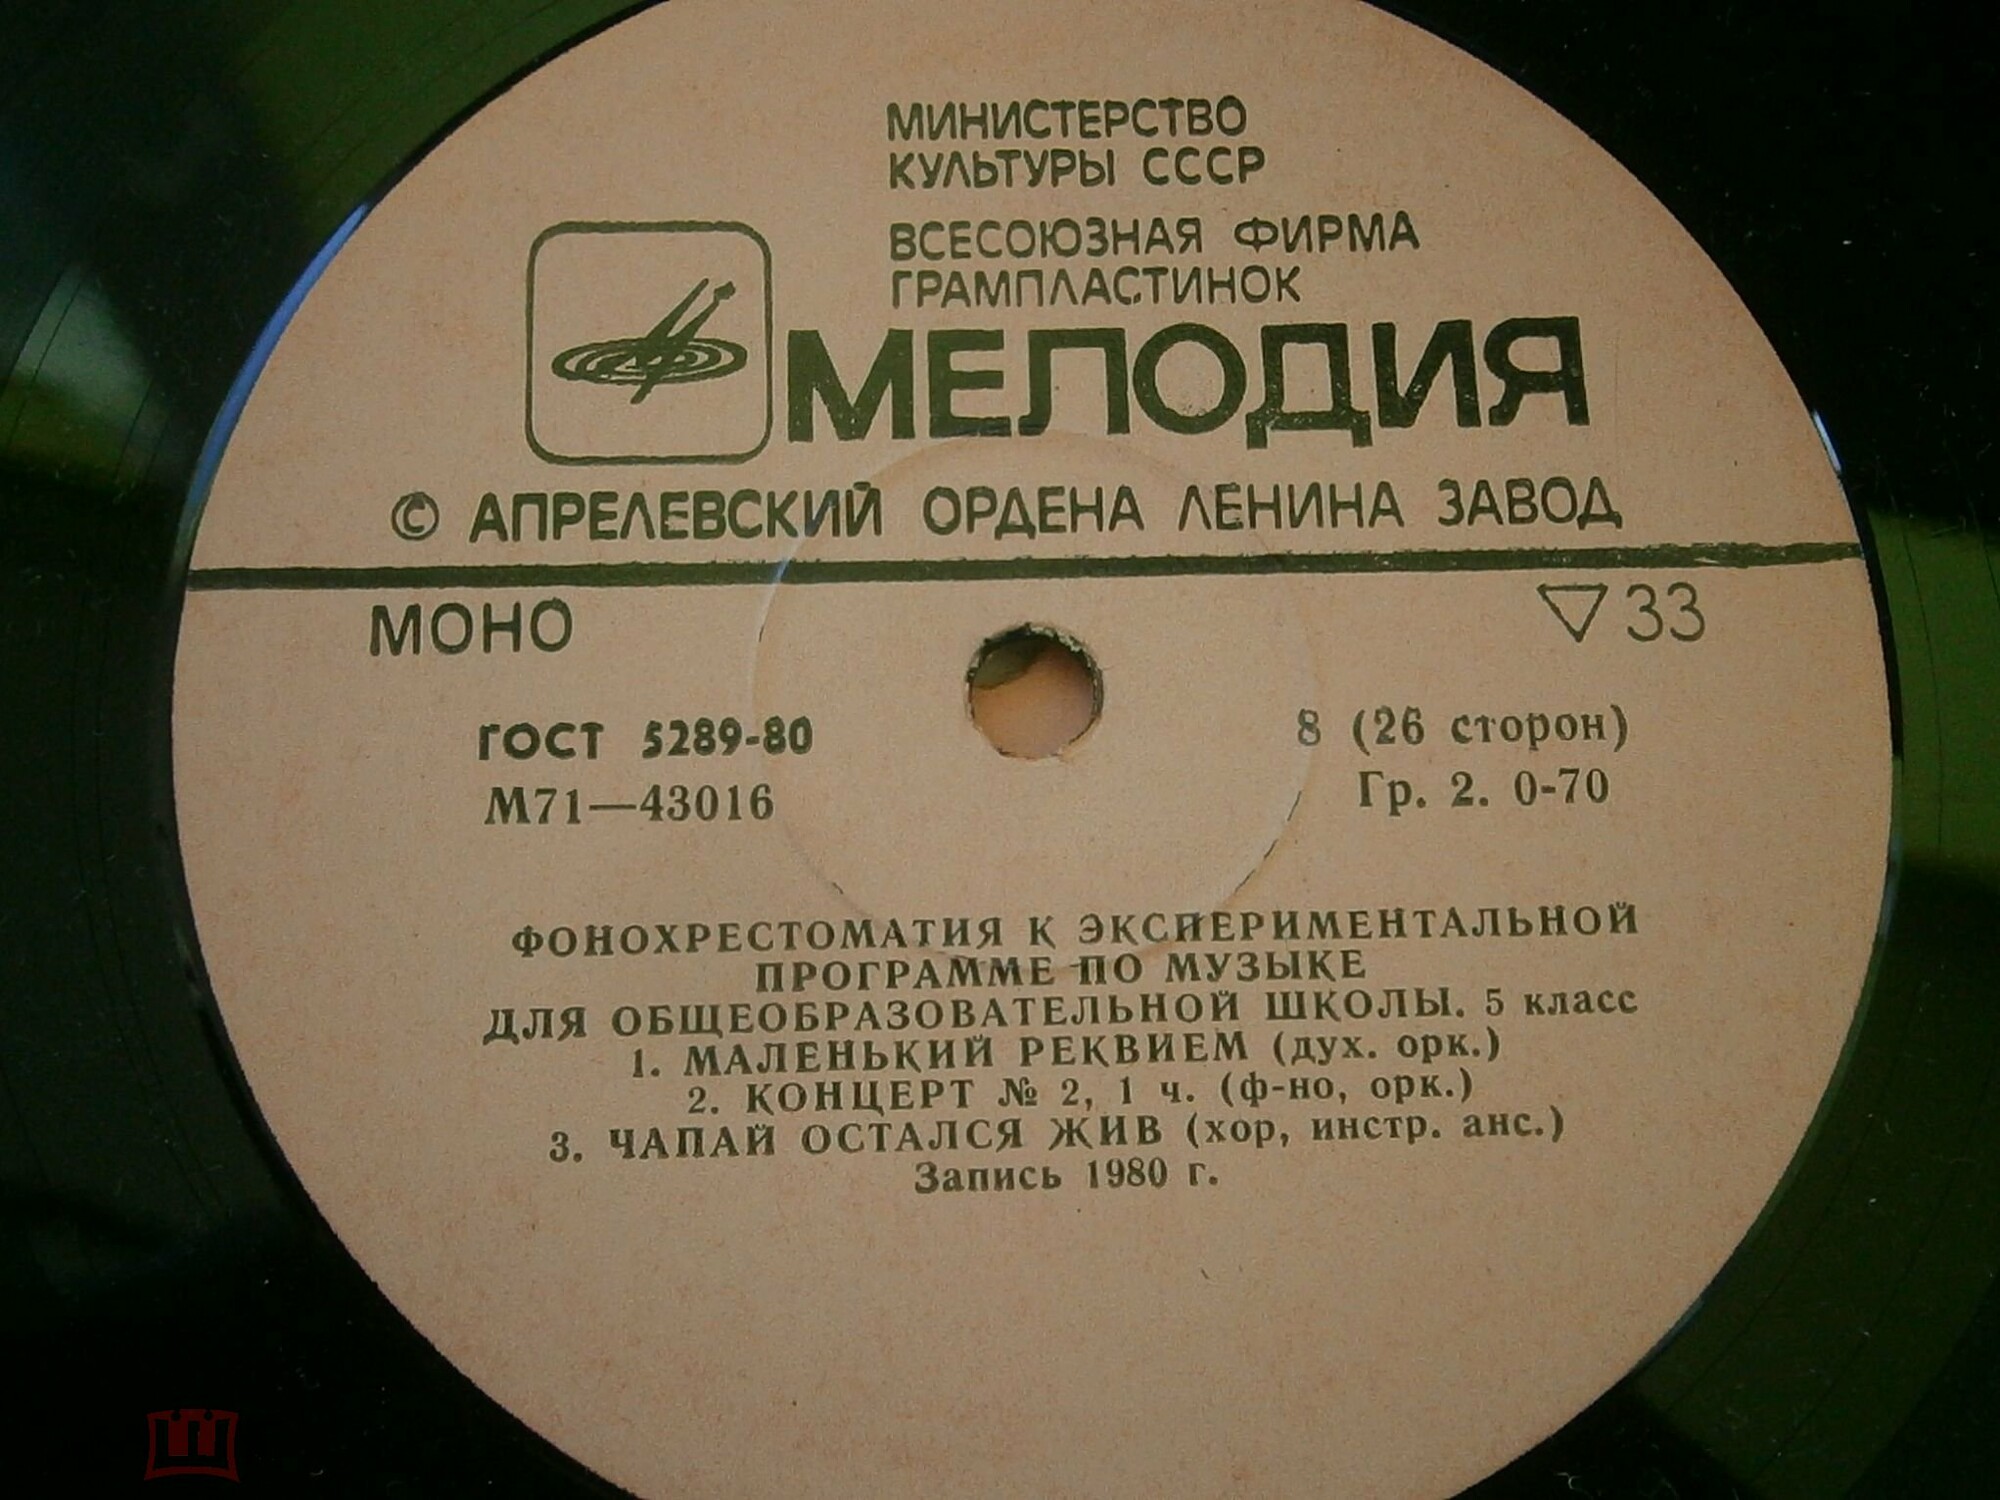 МИНИСТЕРСТВО
КУЛЬТУРЫ СССР
ВСЕСОЮЗНАЯ ФИРМА
ГРАМПЛАСТИНОК
МЕЛОДИЯ
© АПРЕЛЕВСКИЙ ОРДЕНА ЛЕНИНА ЗАВОД
МОНО
▽33
ГОСТ 5289-80
М71—43016
8 (26 сторон)
Гр. 2. 0-70
ФОНОХРЕСТОМАТИЯ К ЭКСПЕРИМЕНТАЛЬНОЙ
ПРОГРАММЕ ПО МУЗЫКЕ
ДЛЯ ОБЩЕОБРАЗОВАТЕЛЬНОЙ ШКОЛЫ. 5 класс
1. МАЛЕНЬКИЙ РЕКВИЕМ (дух. орк.)
2. КОНЦЕРТ № 2, 1 ч. (ф-но, орк.)
3. ЧАПАЙ ОСТАЛСЯ ЖИВ (хор, инстр. анс.)
Запись 1980 г.